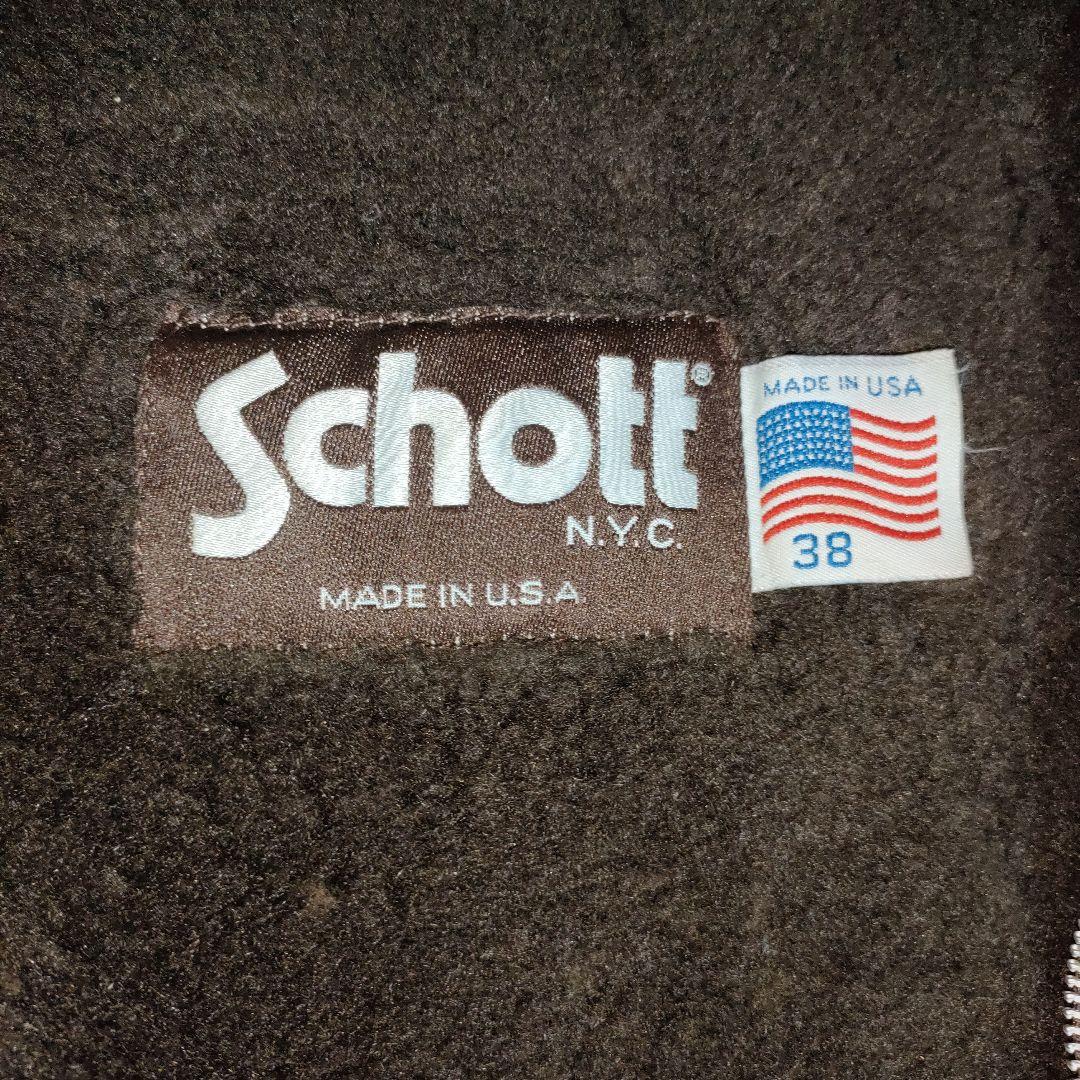 Schott®
N.Y.C.
MADE IN U.S.A
MADE IN USA
38